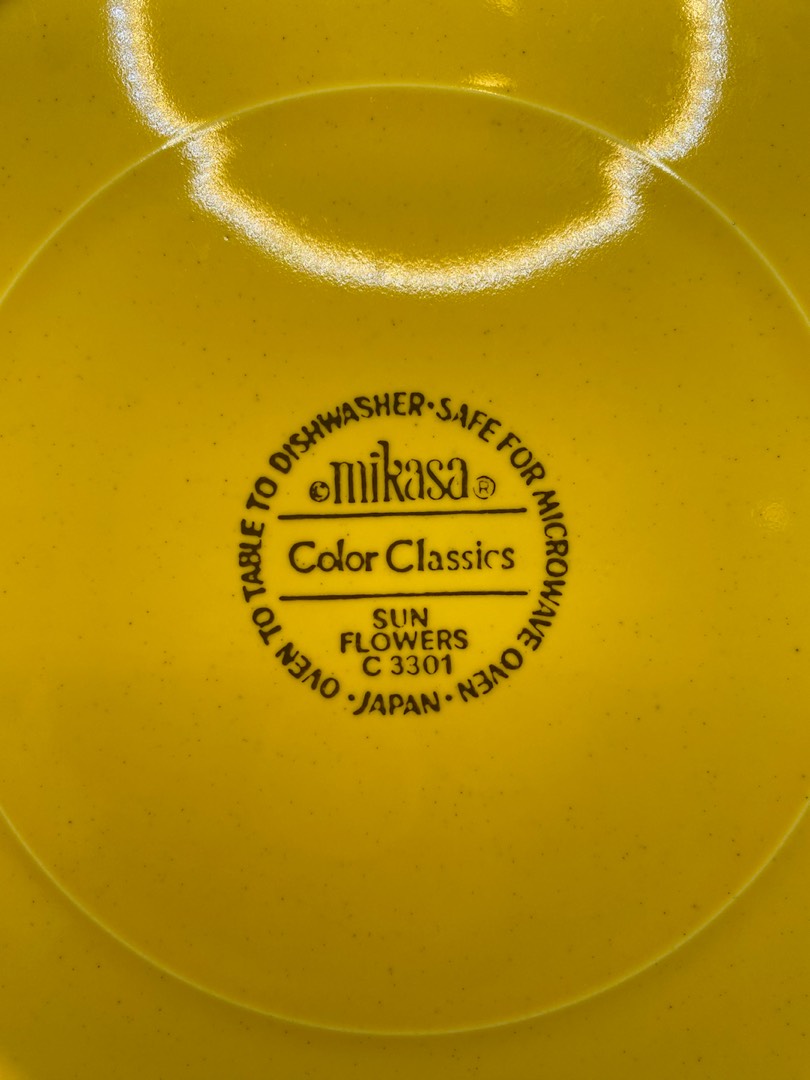 OVEN TO TABLE TO DISHWASHER · SAFE FOR MICROWAVE OVEN · JAPAN ·
©mikasa®
Color Classics
SUN
FLOWERS
C 3301